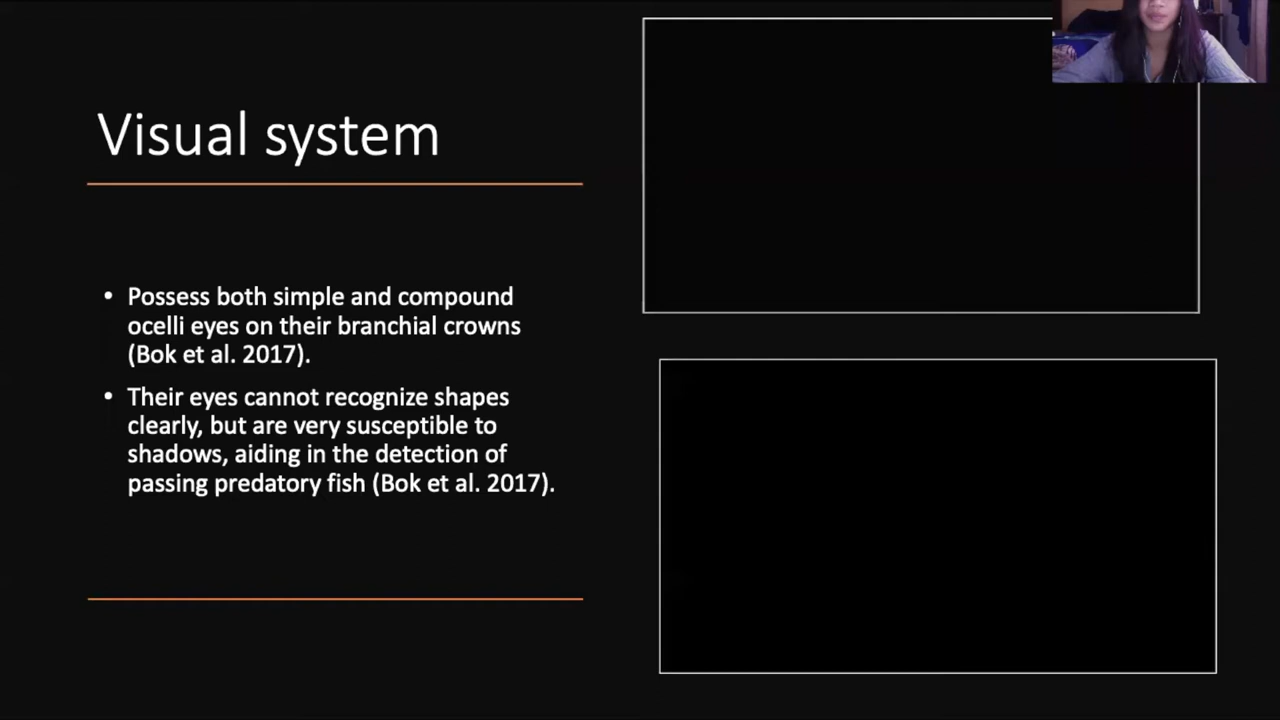 Visual system
• Possess both simple and compound
ocelli eyes on their branchial crowns
(Bok et al. 2017).
• Their eyes cannot recognize shapes
clearly, but are very susceptible to
shadows, aiding in the detection of
passing predatory fish (Bok et al. 2017).